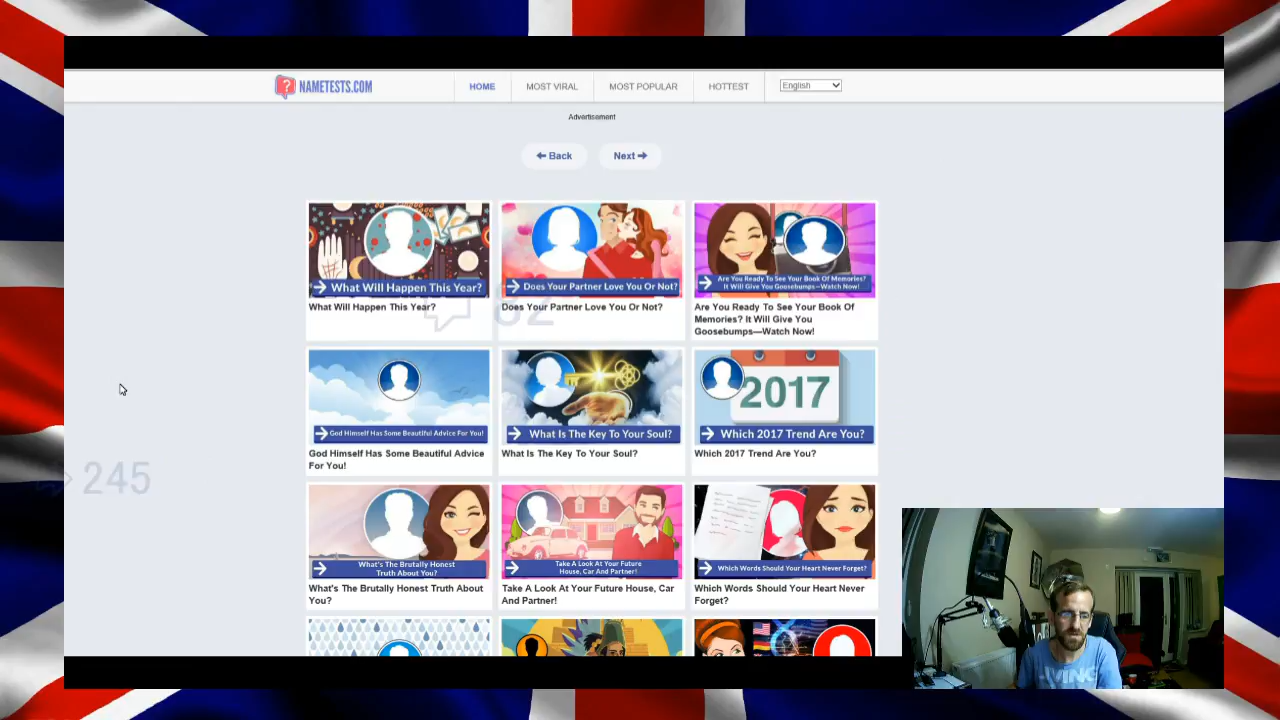 NAMETESTS.COM
HOME
MOST VIRAL
MOST POPULAR
HOTTEST
English
Advertisement
Back
Next
What Will Happen This Year?
Does Your Partner Love You Or Not?
Are You Ready To See Your Book Of Memories?
It Will Give You Goosebumps—Watch Now!
What Will Happen This Year?
Does Your Partner Love You Or Not?
Are You Ready To See Your Book Of
Memories? It Will Give You
Goosebumps—Watch Now!
God Himself Has Some Beautiful Advice For You!
What Is The Key To Your Soul?
2017
Which 2017 Trend Are You?
God Himself Has Some Beautiful Advice
For You!
What Is The Key To Your Soul?
Which 2017 Trend Are You?
245
What's The Brutally Honest
Truth About You?
Take A Look At Your Future
House, Car And Partner!
Which Words Should Your Heart Never Forget?
What's The Brutally Honest Truth About
You?
Take A Look At Your Future House, Car
And Partner!
Which Words Should Your Heart Never
Forget?